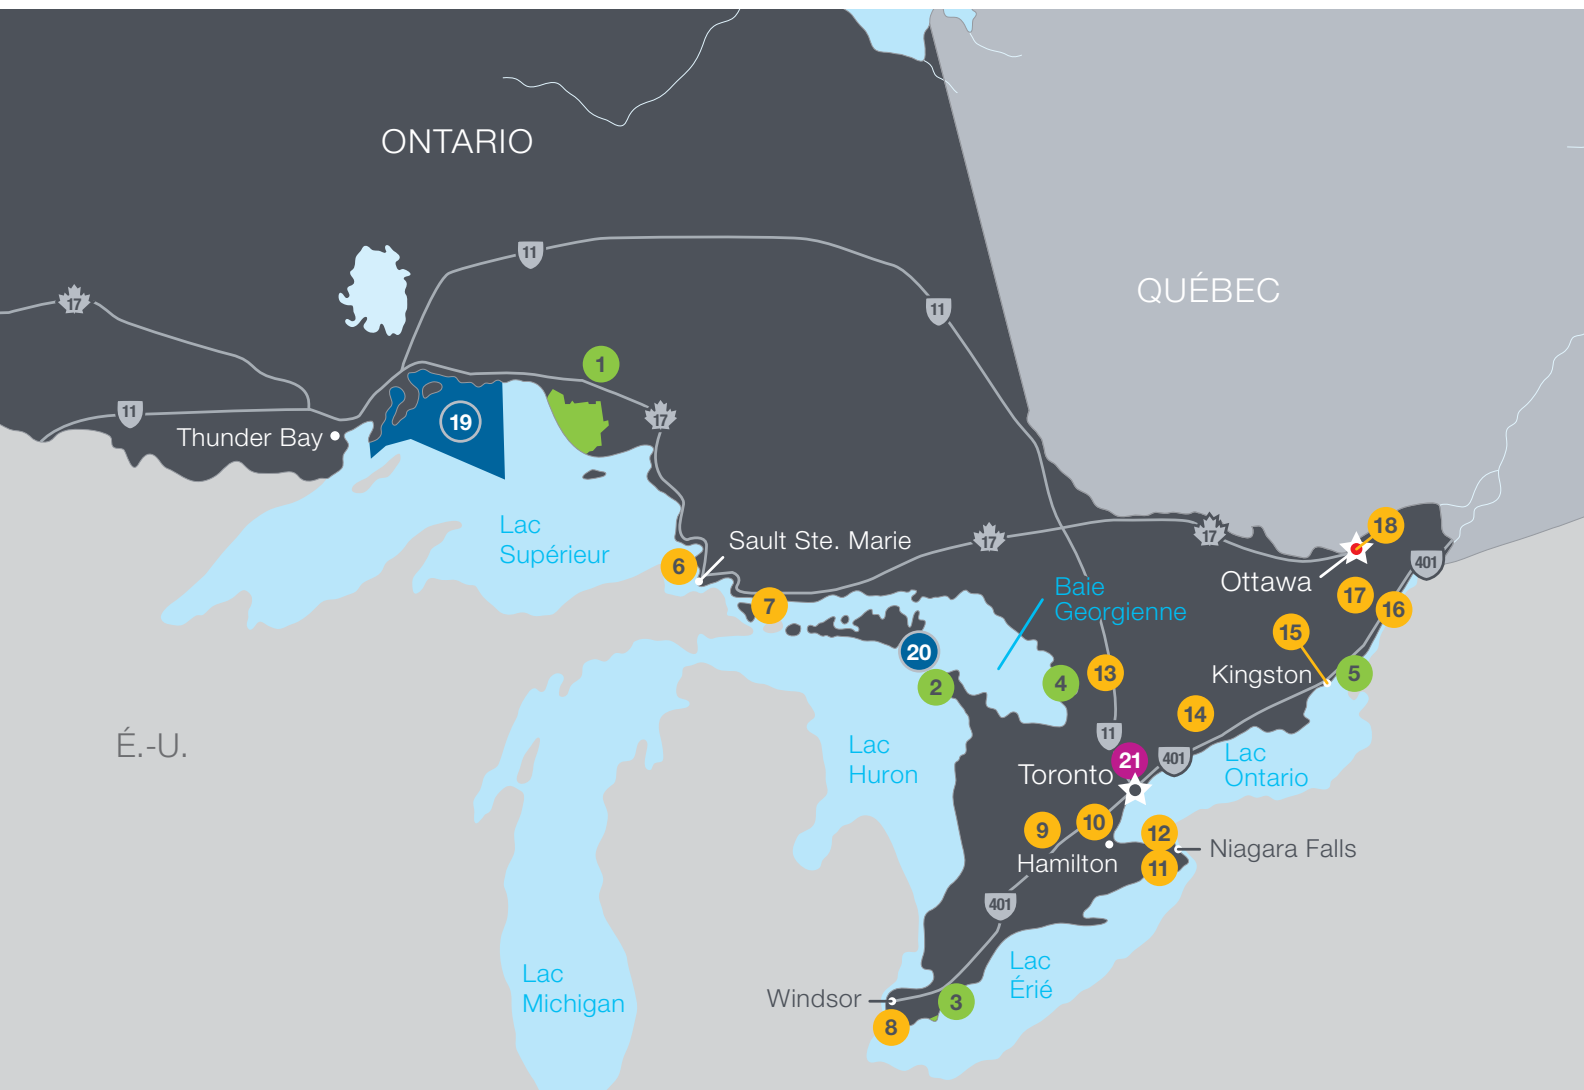 ONTARIO
11
QUÉBEC
17
11
1
11
17
19
Thunder Bay
Lac
Supérieur
18
17
17
Sault Ste. Marie
401
6
Ottawa
Baie
Georgienne
7
17
16
15
20
13
Kingston
5
2
4
14
É.-U.
11
Lac
Huron
21
401
Lac
Ontario
Toronto
9
10
12
Niagara Falls
Hamilton
11
401
Lac
Michigan
Lac
Érié
Windsor
3
8